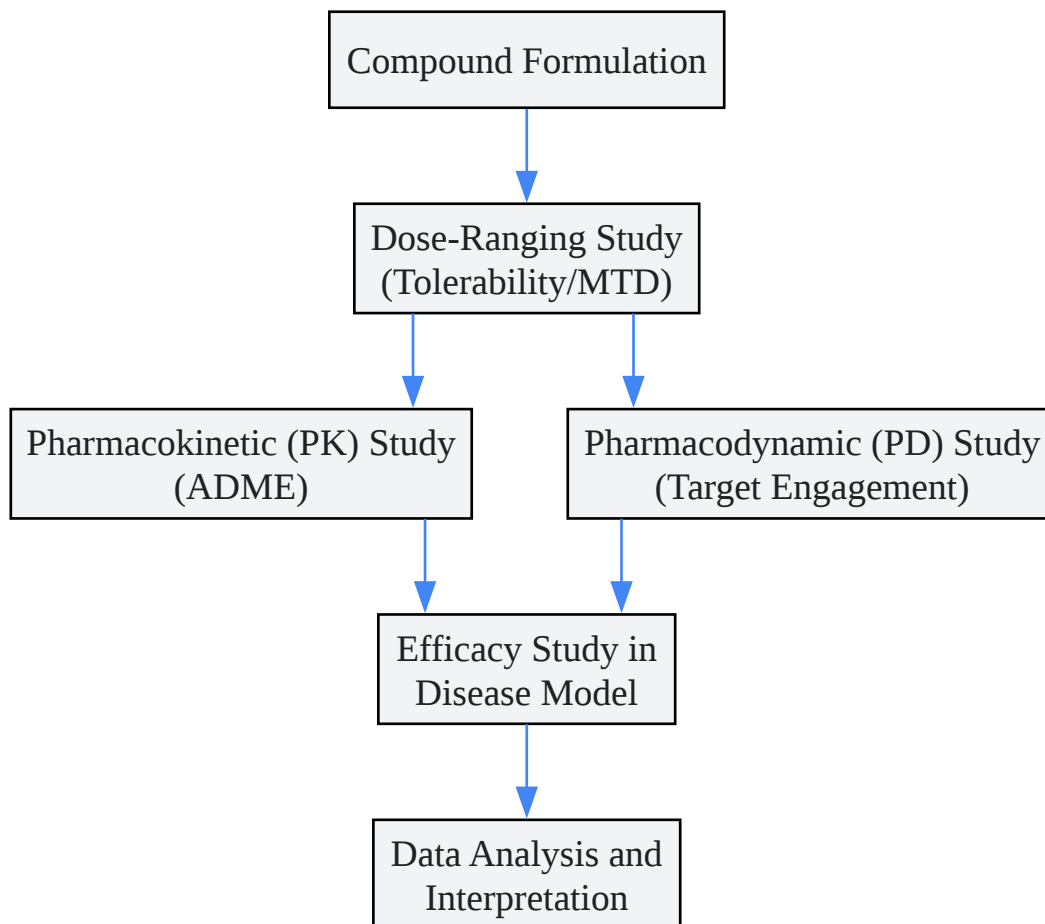 Compound Formulation
Dose-Ranging Study
(Tolerability/MTD)
Pharmacokinetic (PK) Study
(ADME)
Pharmacodynamic (PD) Study
(Target Engagement)
Efficacy Study in
Disease Model
Data Analysis and
Interpretation